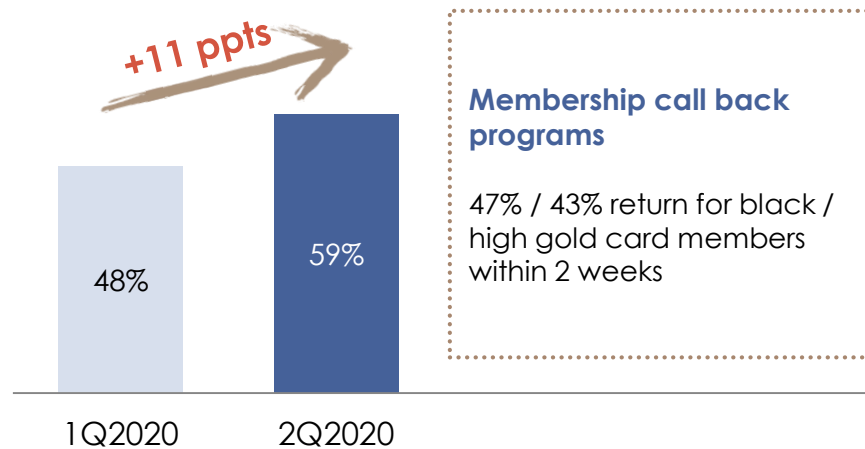 +11 ppts
48%
59%
1Q2020
2Q2020
Membership call back
programs
47% / 43% return for black /
high gold card members
within 2 weeks